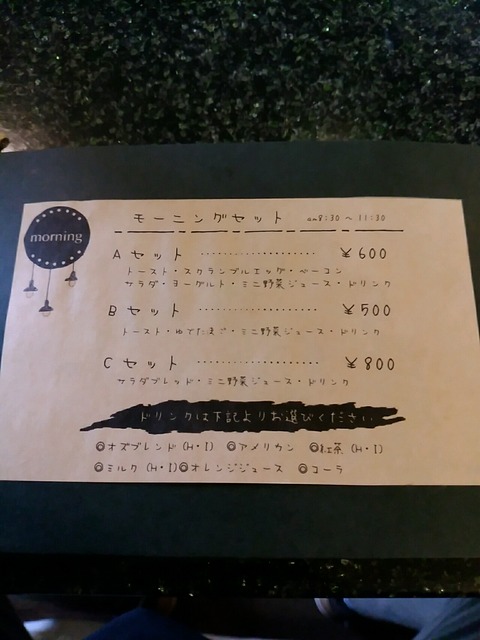 morning
モーニングセット am8:30 〜 11:30
A セット ………………… ¥600
トースト・スクランブルエッグ・ベーコン
サラダ・ヨーグルト・ミニ野菜ジュース・ドリンク
B セット ………………… ¥500
トースト・ゆでたまご・ミニ野菜ジュース・ドリンク
C セット ………………… ¥800
サラダブレッド・ミニ野菜ジュース・ドリンク
ドリンクは下記よりお選びください
◎オズブレンド (H・I) ◎アメリカン ◎紅茶 (H・I)
◎ミルク (H・I) ◎オレンジジュース ◎コーラ